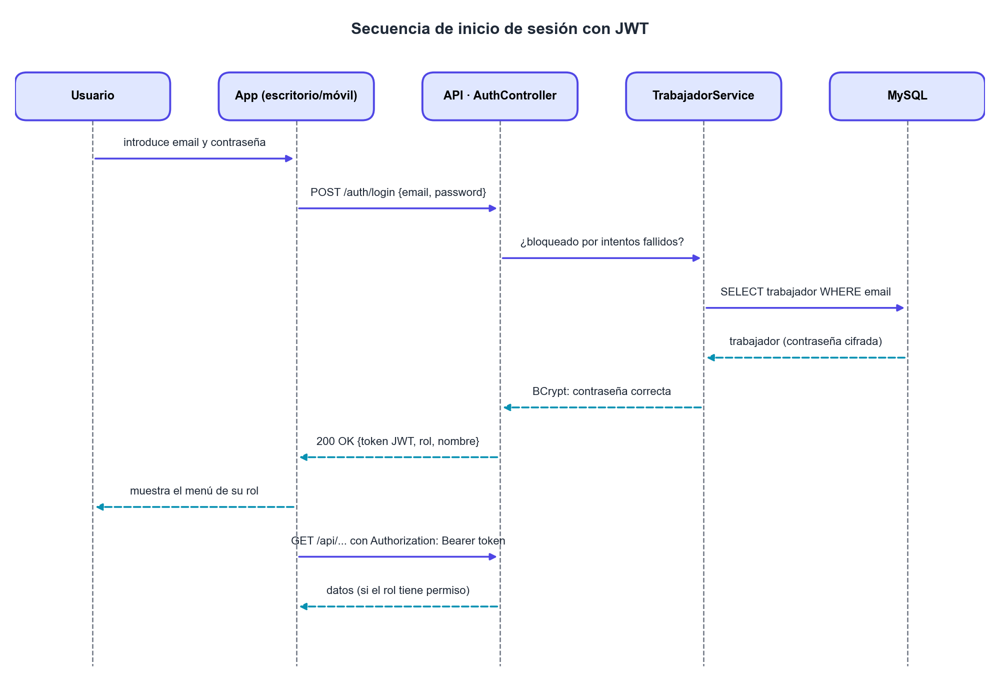 Secuencia de inicio de sesión con JWT
Usuario
App (escritorio/móvil)
API · AuthController
TrabajadorService
MySQL
introduce email y contraseña
POST /auth/login {email, password}
¿bloqueado por intentos fallidos?
SELECT trabajador WHERE email
trabajador (contraseña cifrada)
BCrypt: contraseña correcta
200 OK {token JWT, rol, nombre}
muestra el menú de su rol
GET /api/... con Authorization: Bearer token
datos (si el rol tiene permiso)